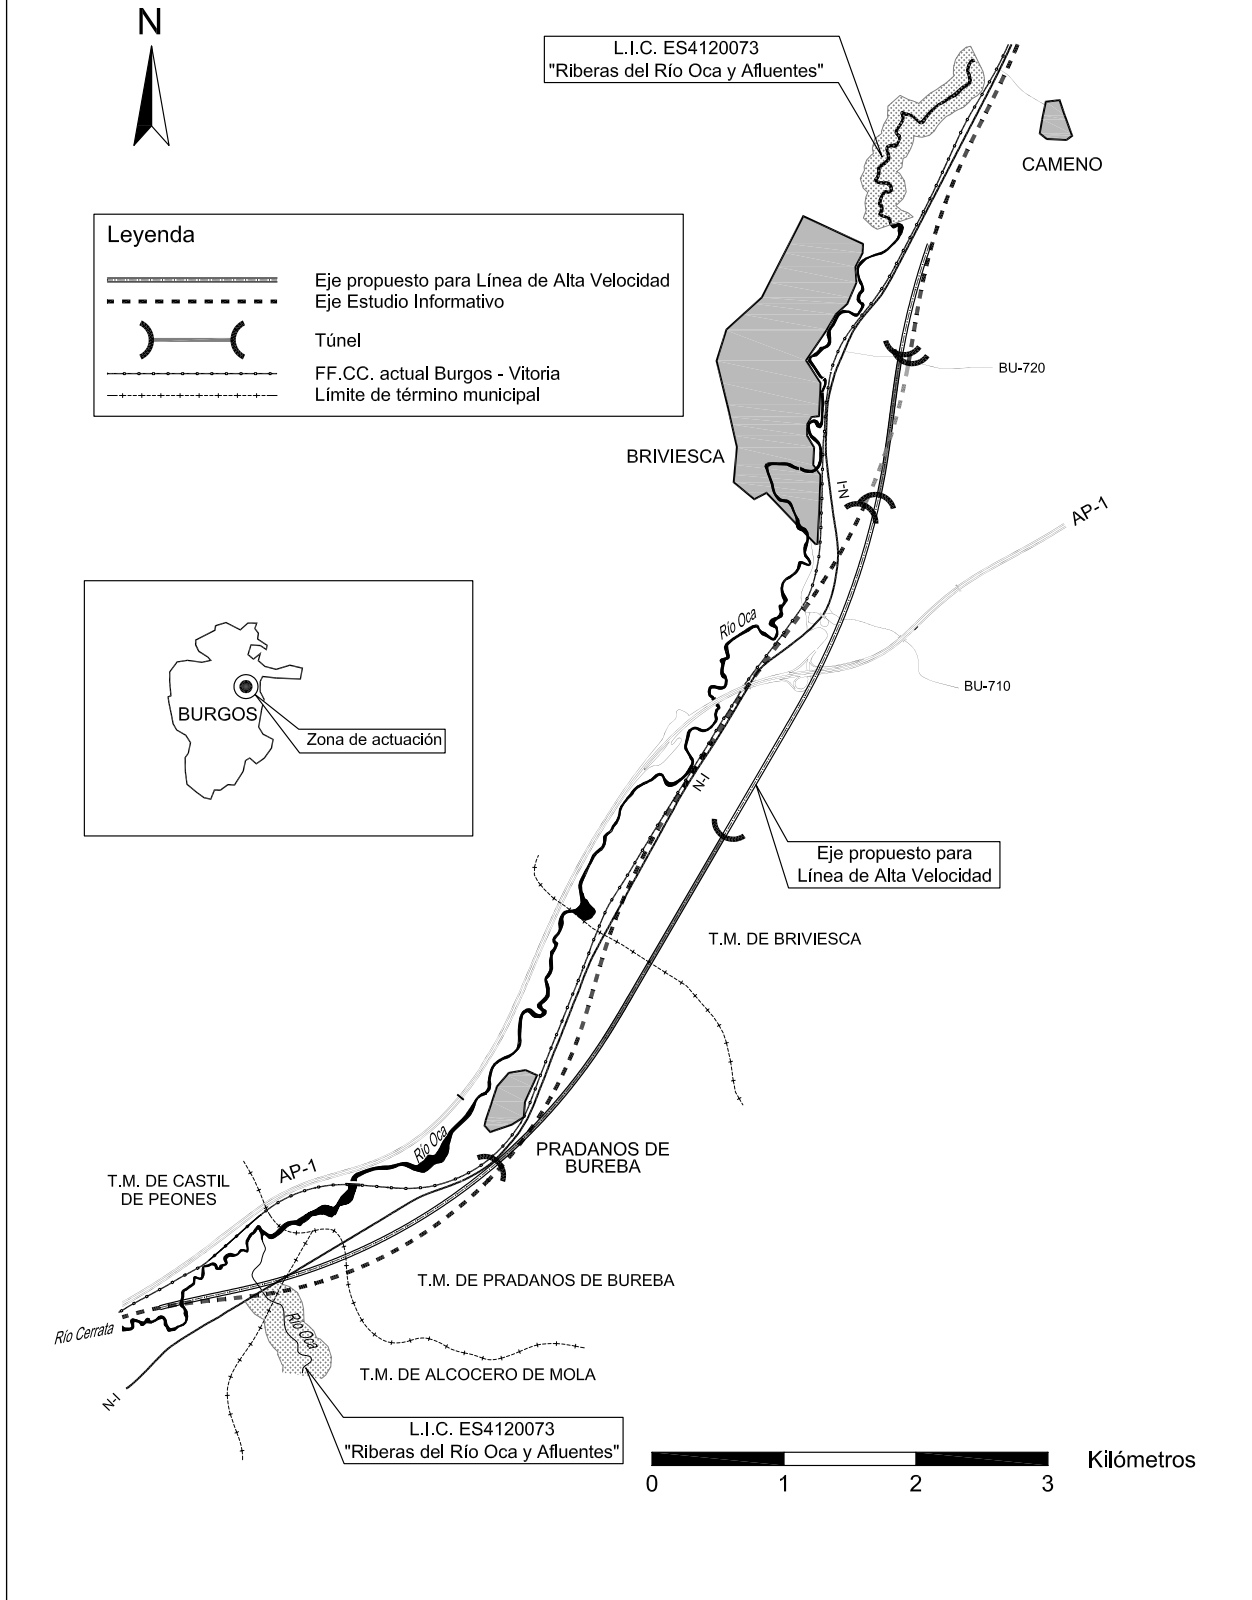 N
L.I.C. ES4120073
"Riberas del Río Oca y Afluentes"
CAMENO
Leyenda
Eje propuesto para Línea de Alta Velocidad
Eje Estudio Informativo
Túnel
FF.CC. actual Burgos - Vitoria
Límite de término municipal
BU-720
BRIVIESCA
N-I
AP-1
Río Oca
BU-710
BURGOS
Zona de actuación
N-I
Eje propuesto para
Línea de Alta Velocidad
T.M. DE BRIVIESCA
Río Oca
PRADANOS DE
BUREBA
AP-1
T.M. DE CASTIL
DE PEONES
T.M. DE PRADANOS DE BUREBA
Río Cerrata
Río Oca
T.M. DE ALCOCERO DE MOLA
N-I
L.I.C. ES4120073
"Riberas del Río Oca y Afluentes"
Kilómetros
0 1 2 3